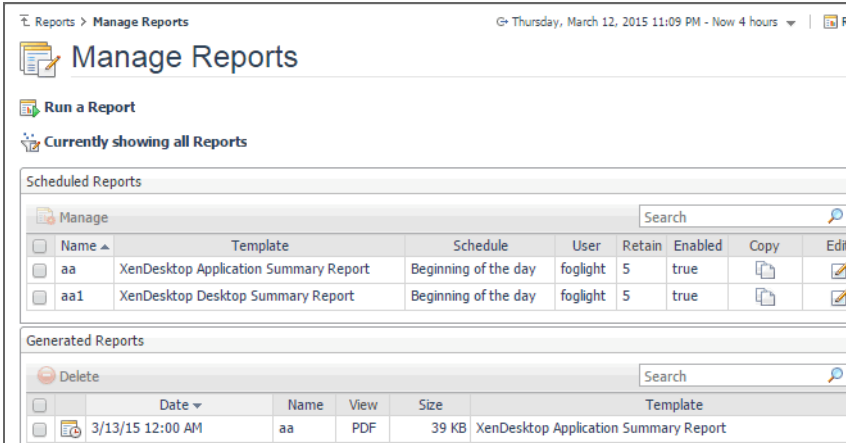 Reports > Manage Reports
Thursday, March 12, 2015 11:09 PM - Now 4 hours
Manage Reports
Run a Report
Currently showing all Reports
Scheduled Reports
Manage Search
Name Template Schedule User Retain Enabled Copy Edit
aa XenDesktop Application Summary Report Beginning of the day foglight 5 true
aa1 XenDesktop Desktop Summary Report Beginning of the day foglight 5 true
Generated Reports
Delete Search
Date Name View Size Template
3/13/15 12:00 AM aa PDF 39 KB XenDesktop Application Summary Report